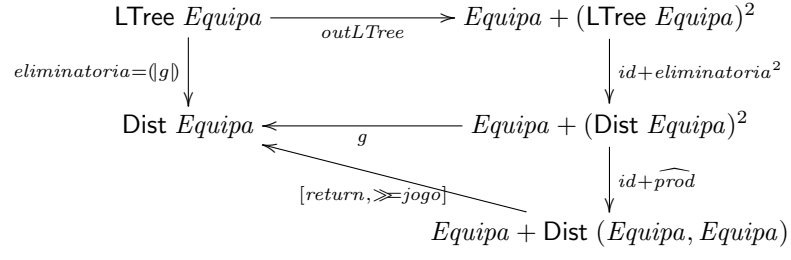 LTree Equipa Equipa + (LTree Equipa)²
outLTree
eliminatoria=(|g|) id+eliminatoria²
Dist Equipa Equipa + (Dist Equipa)²
g
id+\widehat{prod}
[return,≫=jogo]
Equipa + Dist (Equipa, Equipa)